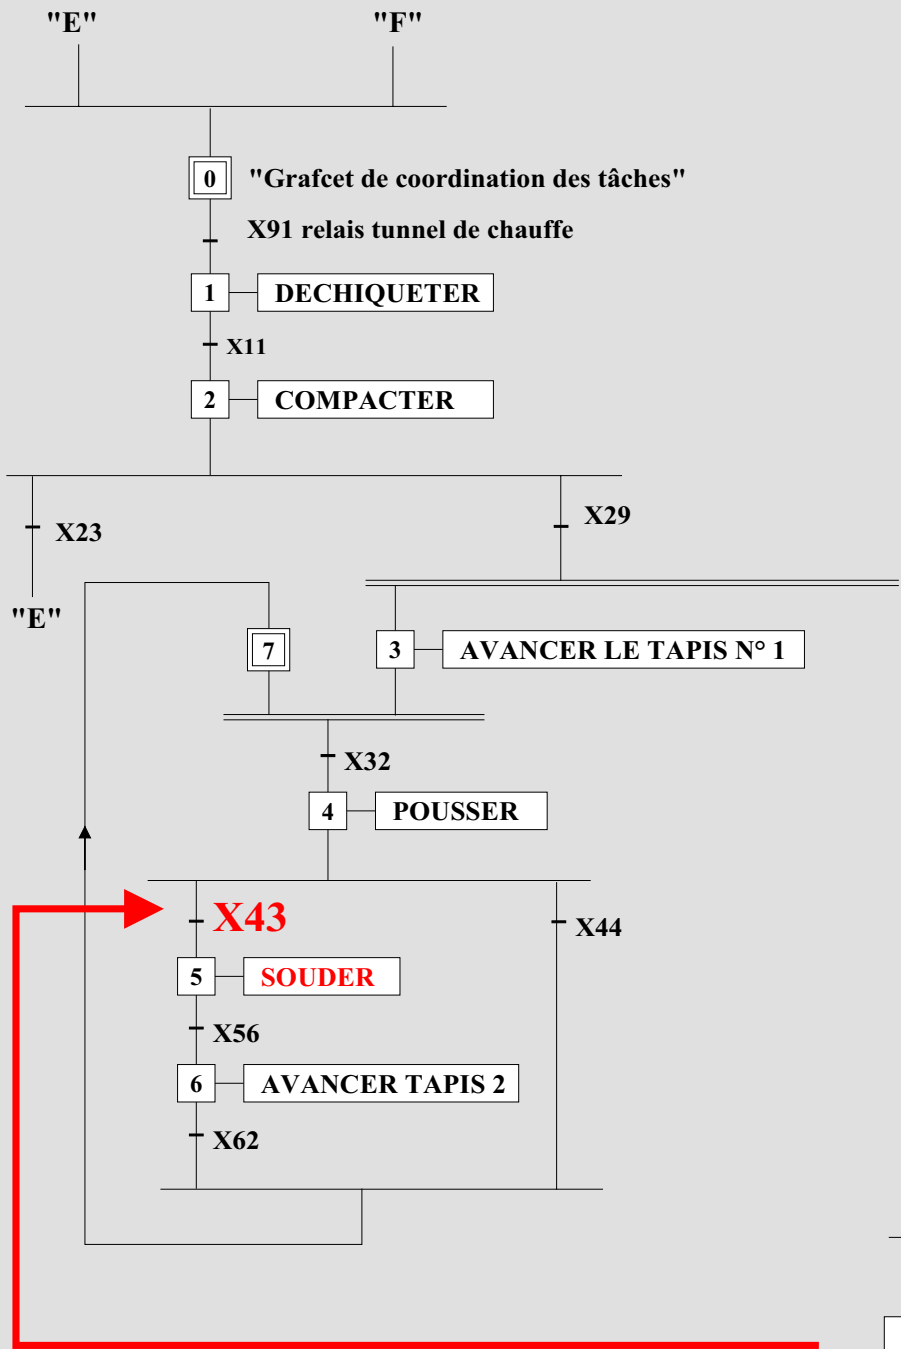 "E" "F"
0 "Grafcet de coordination des tâches"
X91 relais tunnel de chauffe
1 DECHIQUETER
X11
2 COMPACTER
X23 X29
"E"
7 3 AVANCER LE TAPIS N° 1
X32
4 POUSSER
X43 X44
5 SOUDER
X56
6 AVANCER TAPIS 2
X62